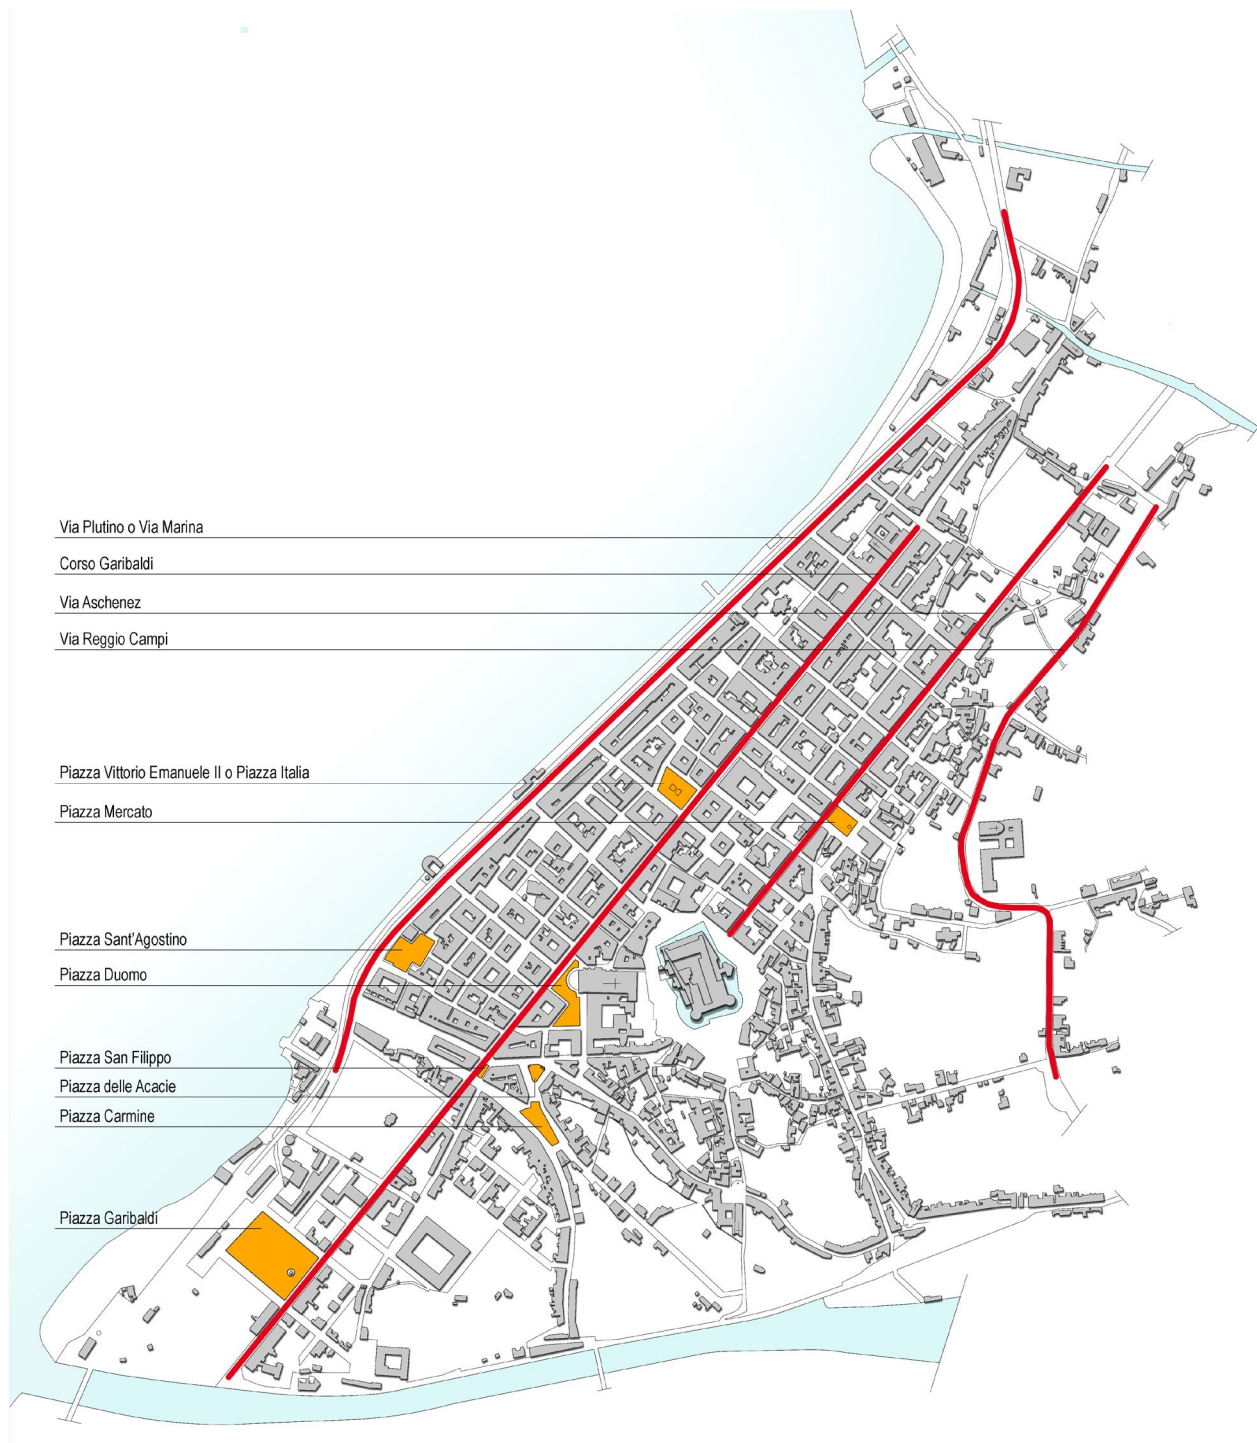 Via Plutino o Via Marina
Corso Garibaldi
Via Aschenez
Via Reggio Campi
Piazza Vittorio Emanuele II o Piazza Italia
Piazza Mercato
Piazza Sant'Agostino
Piazza Duomo
Piazza San Filippo
Piazza delle Acacie
Piazza Carmine
Piazza Garibaldi